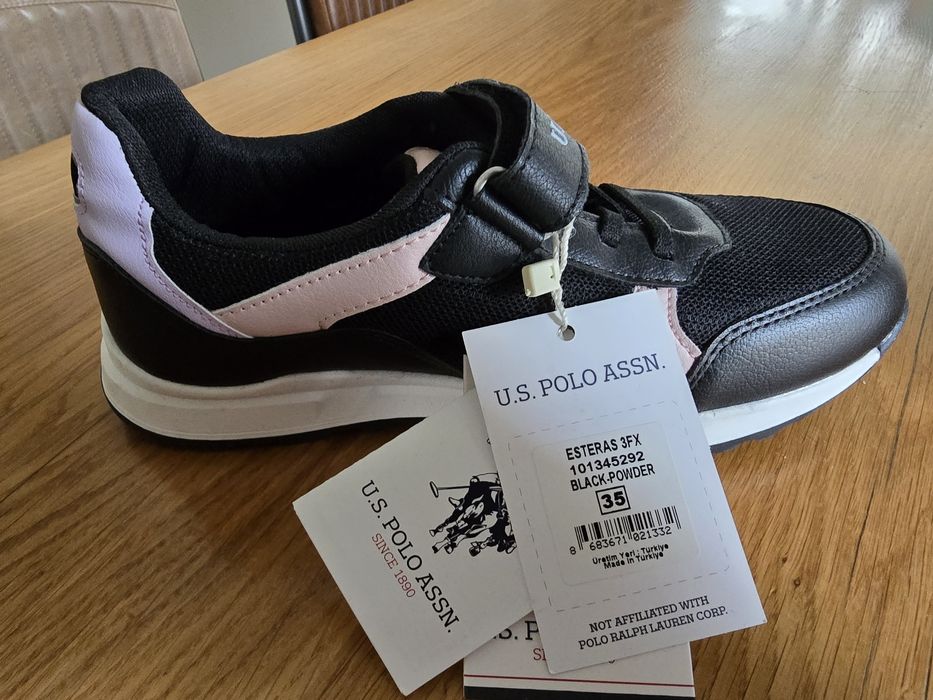 U.S. POLO ASSN.
ESTERAS 3FX
101345292
BLACK-POWDER
35
8 683671 021332
Üretim Yeri : Türkiye
Made in Türkiye
NOT AFFILIATED WITH
POLO RALPH LAUREN CORP.
U.S. POLO ASSN.
SINCE 1890